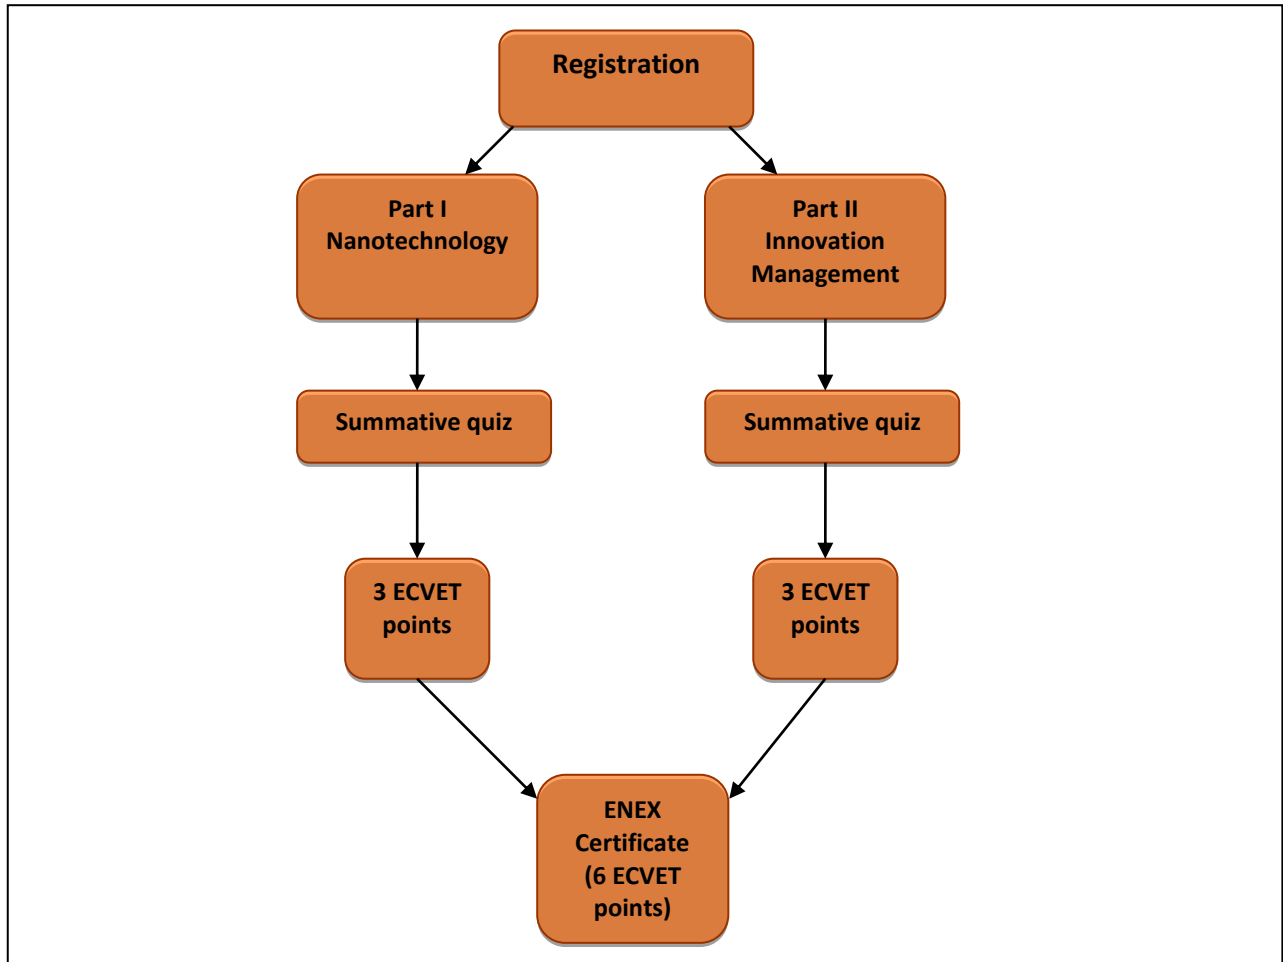 Registration
Part I
Nanotechnology
Part II
Innovation
Management
Summative quiz
Summative quiz
3 ECVET
points
3 ECVET
points
ENEX
Certificate
(6 ECVET
points)